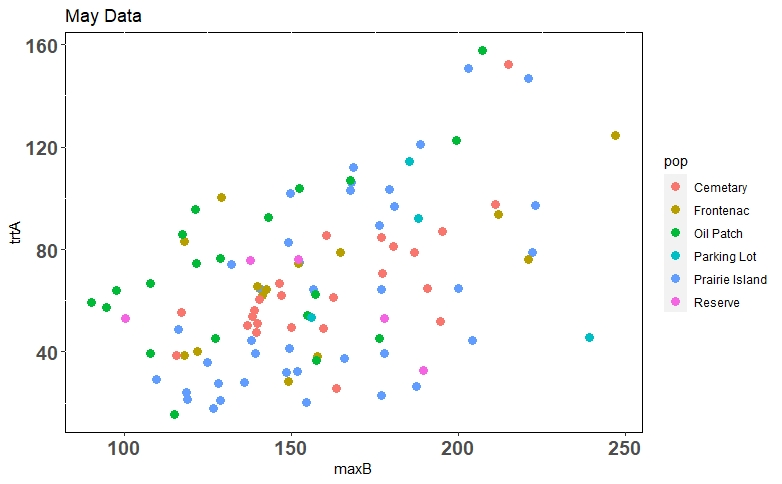 May Data
160
120
80
40
trtA
100
150
200
250
maxB
pop
Cemetary
Frontenac
Oil Patch
Parking Lot
Prairie Island
Reserve